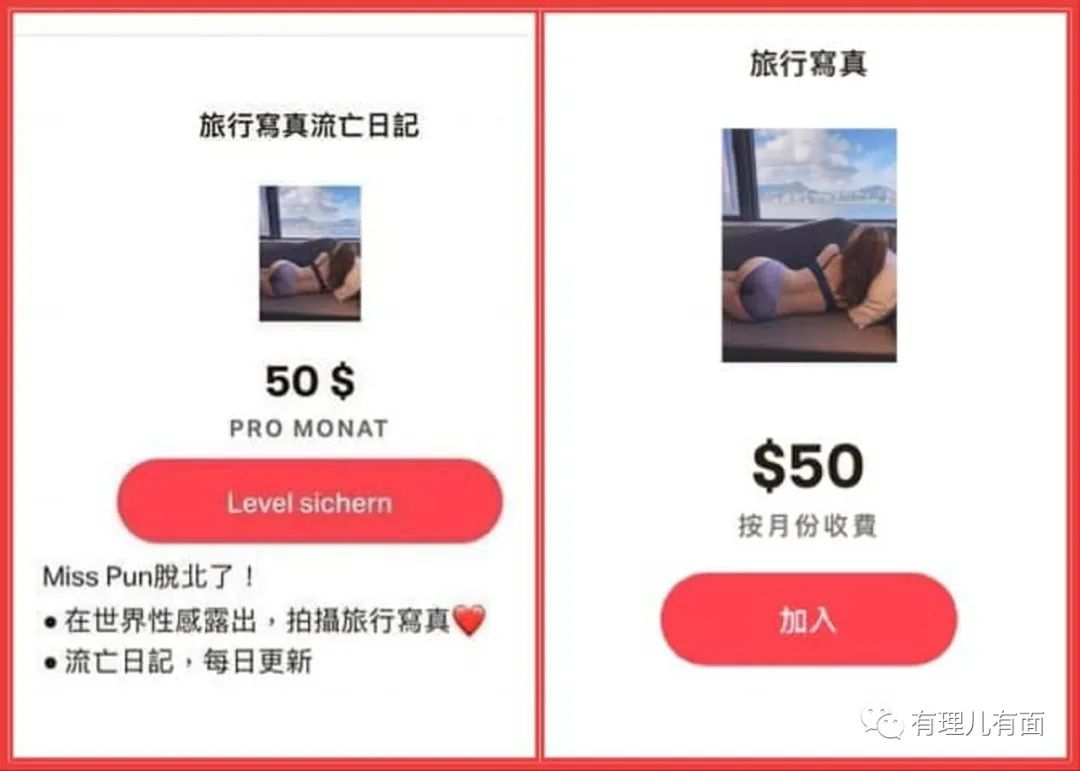 旅行寫真流亡日記
50 $
PRO MONAT
Level sichern
Miss Pun脫北了！
• 在世界性感露出，拍攝旅行寫真❤️
• 流亡日記，每日更新
旅行寫真
$50
按月份收費
加入
有理儿有面